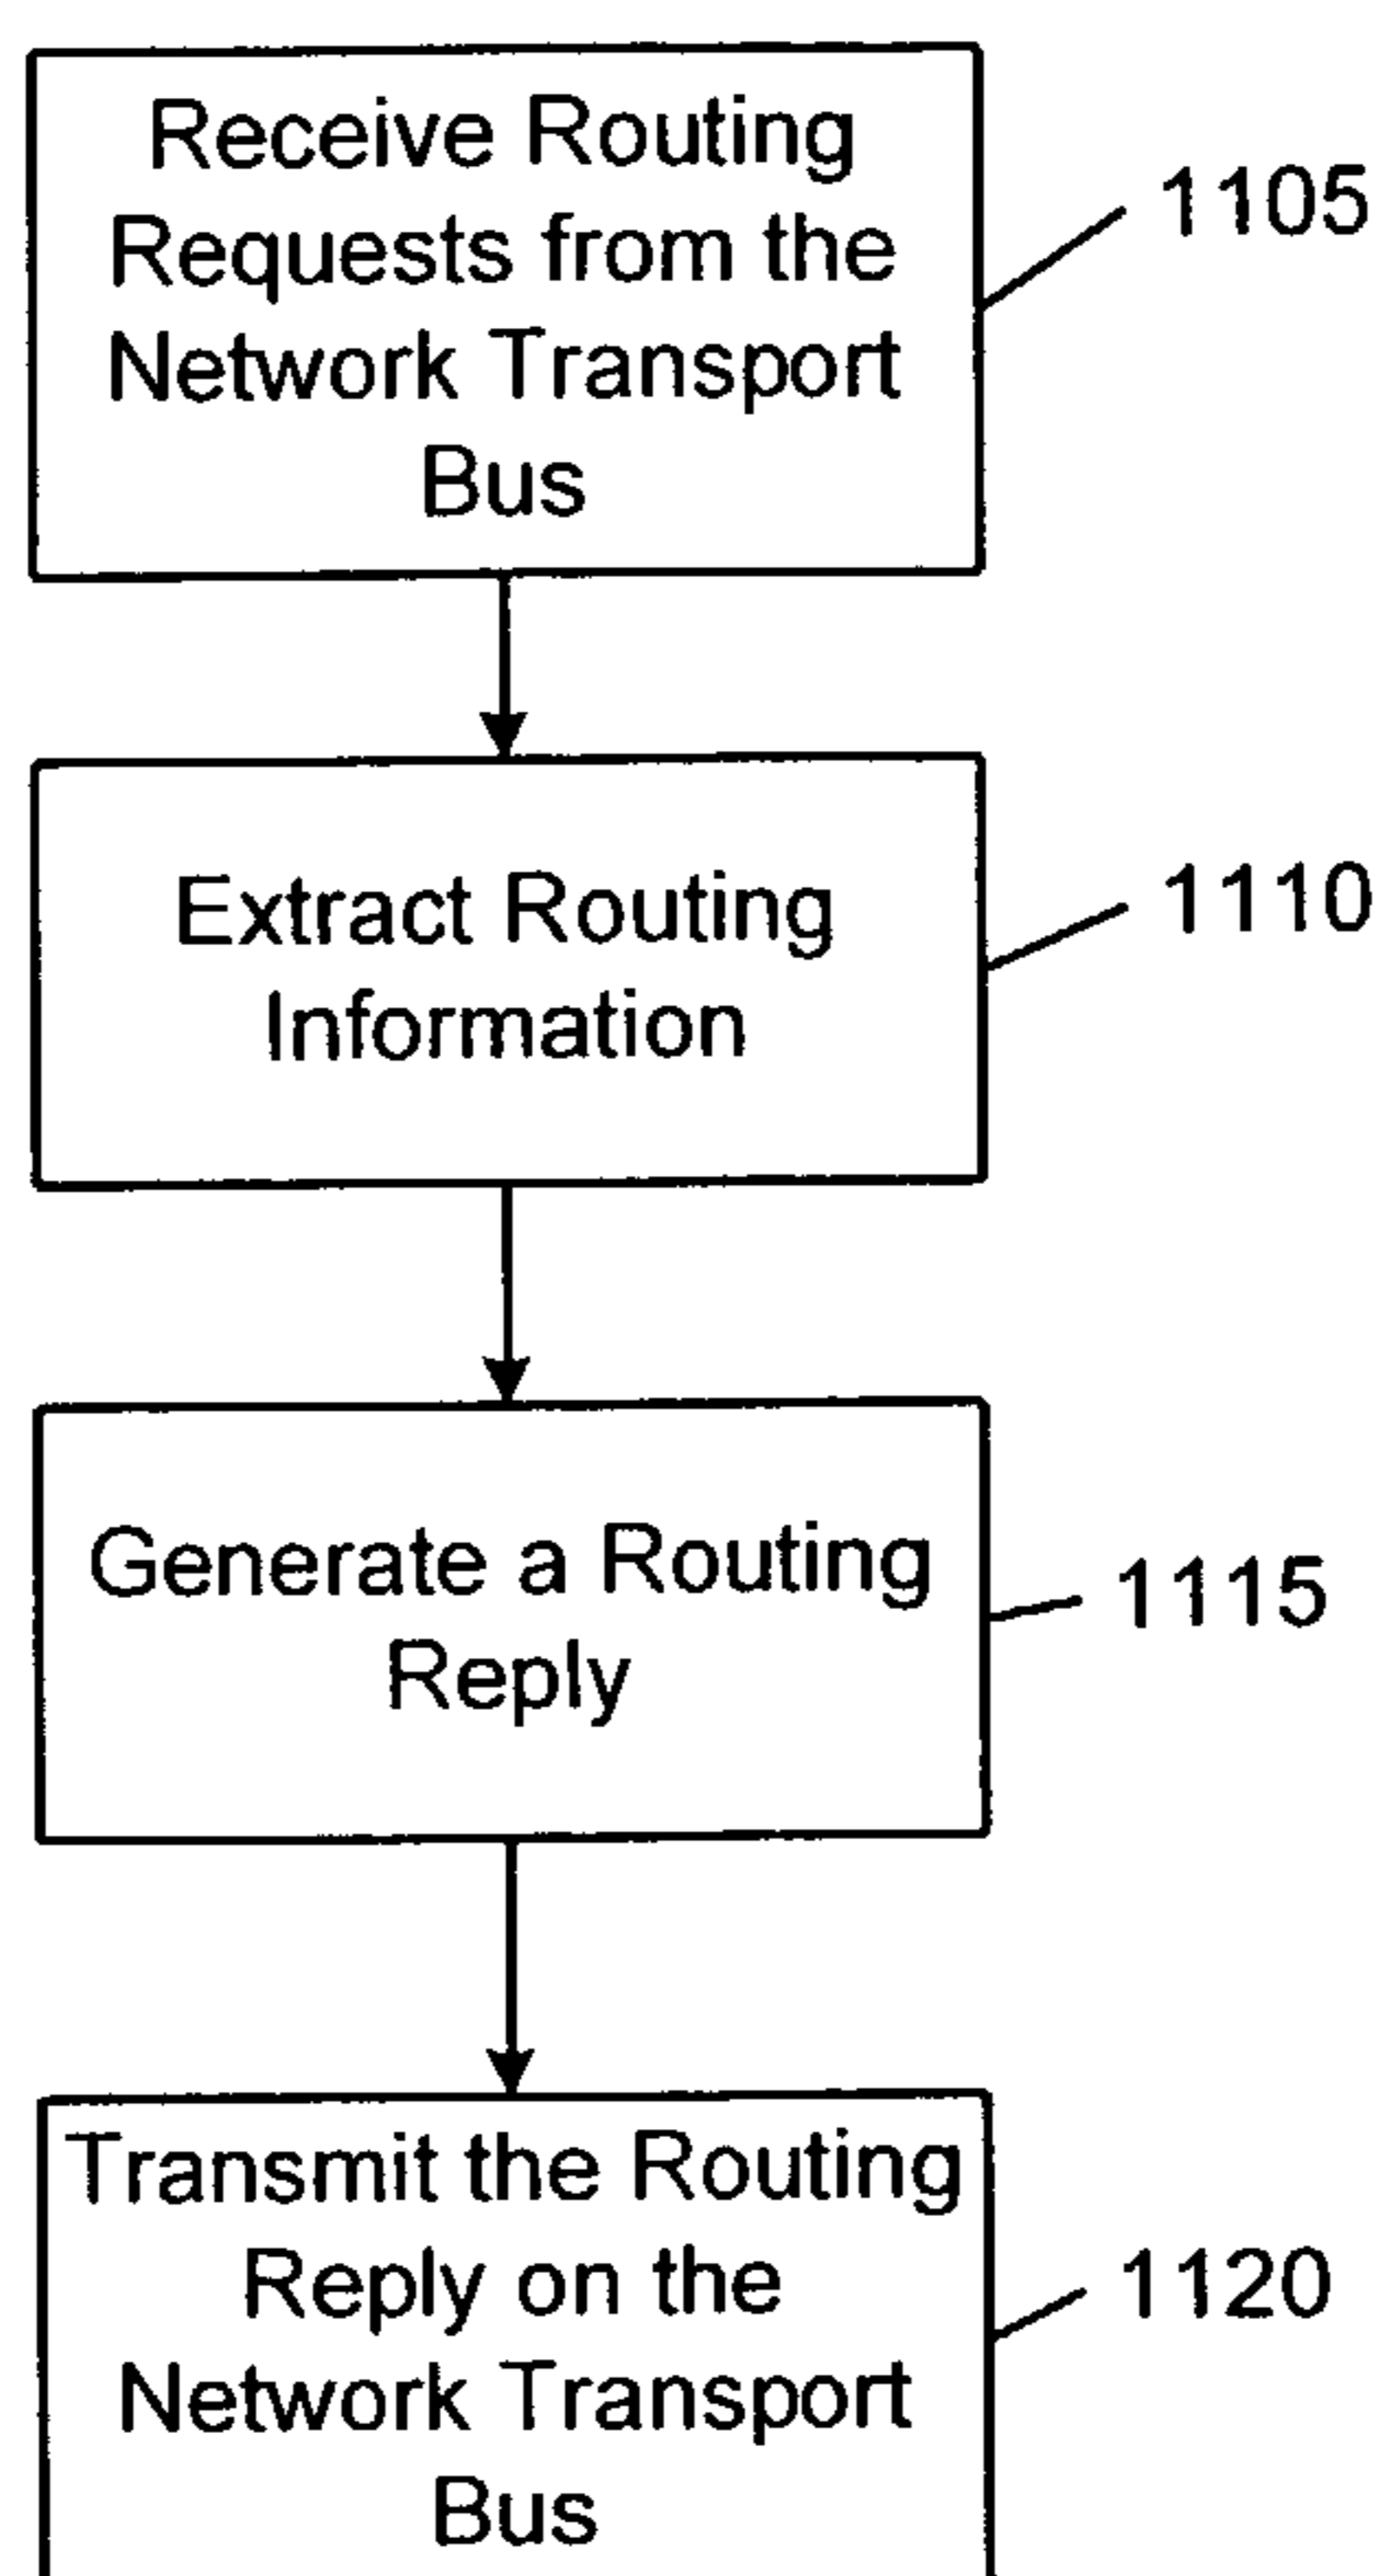 Receive Routing
Requests from the
Network Transport
Bus
1105
Extract Routing
Information
1110
Generate a Routing
Reply
1115
Transmit the Routing
Reply on the
Network Transport
Bus
1120